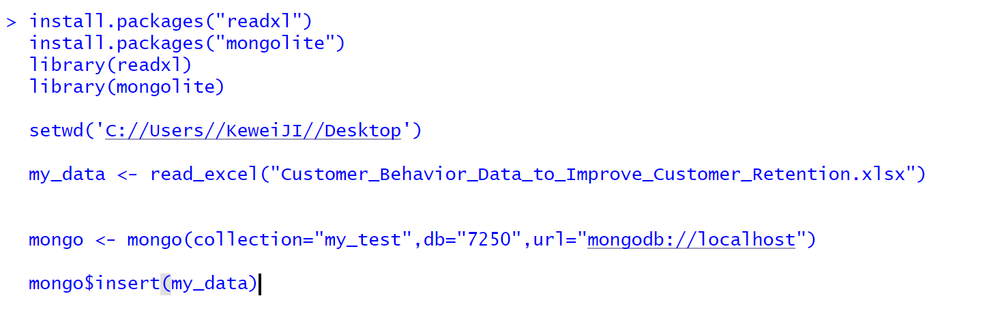 > install.packages("readxl")
install.packages("mongolite")
library(readxl)
library(mongolite)
setwd('C://Users//KeweiJI//Desktop')
my_data <- read_excel("Customer_Behavior_Data_to_Improve_Customer_Retention.xlsx")
mongo <- mongo(collection="my_test",db="7250",url="mongodb://localhost")
mongo$insert(my_data)